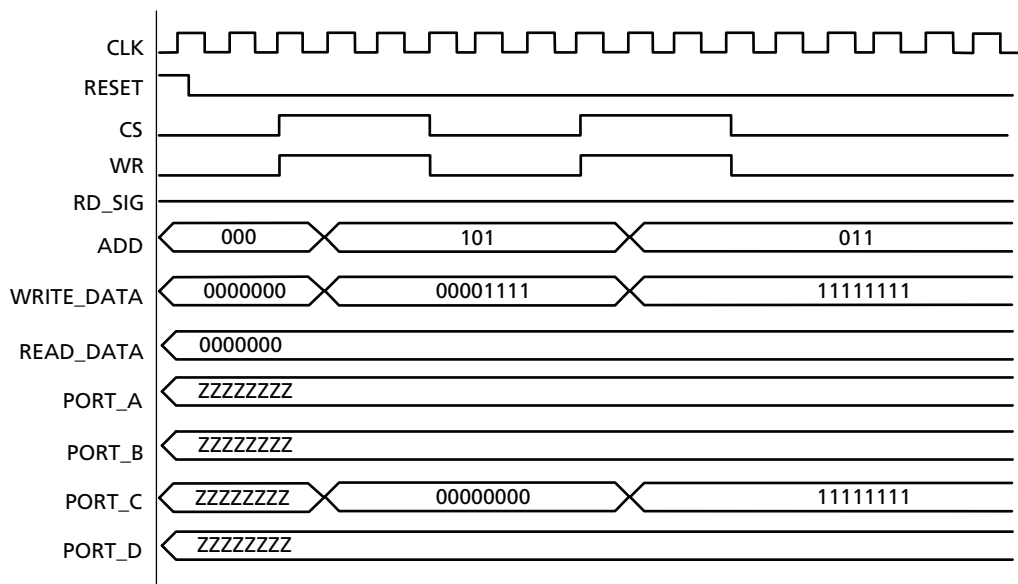 CLK
RESET
CS
WR
RD_SIG
ADD 000 101 011
WRITE_DATA 0000000 00001111 11111111
READ_DATA 0000000
PORT_A ZZZZZZZZ
PORT_B ZZZZZZZZ
PORT_C ZZZZZZZZ 00000000 11111111
PORT_D ZZZZZZZZ